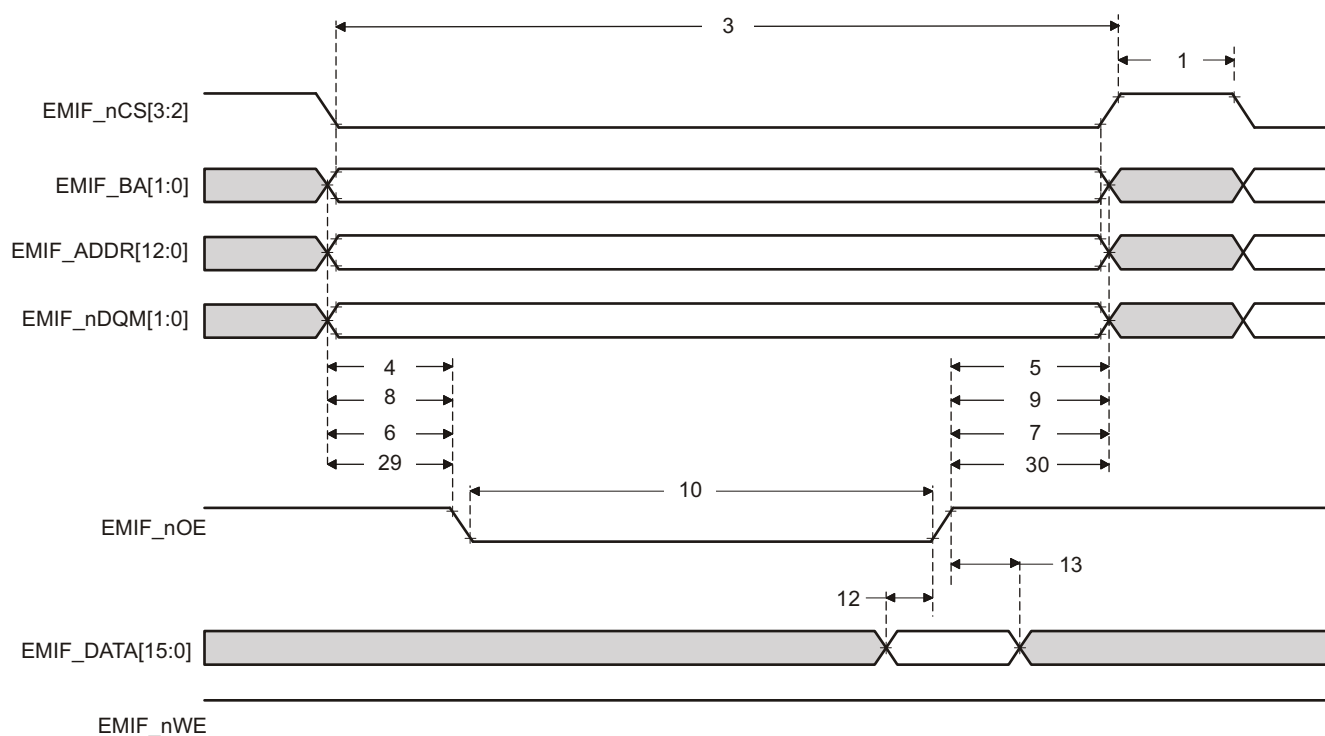 3
1
EMIF_nCS[3:2]
EMIF_BA[1:0]
EMIF_ADDR[12:0]
EMIF_nDQM[1:0]
4 5
8 9
6 7
29 30
10
EMIF_nOE
13
12
EMIF_DATA[15:0]
EMIF_nWE